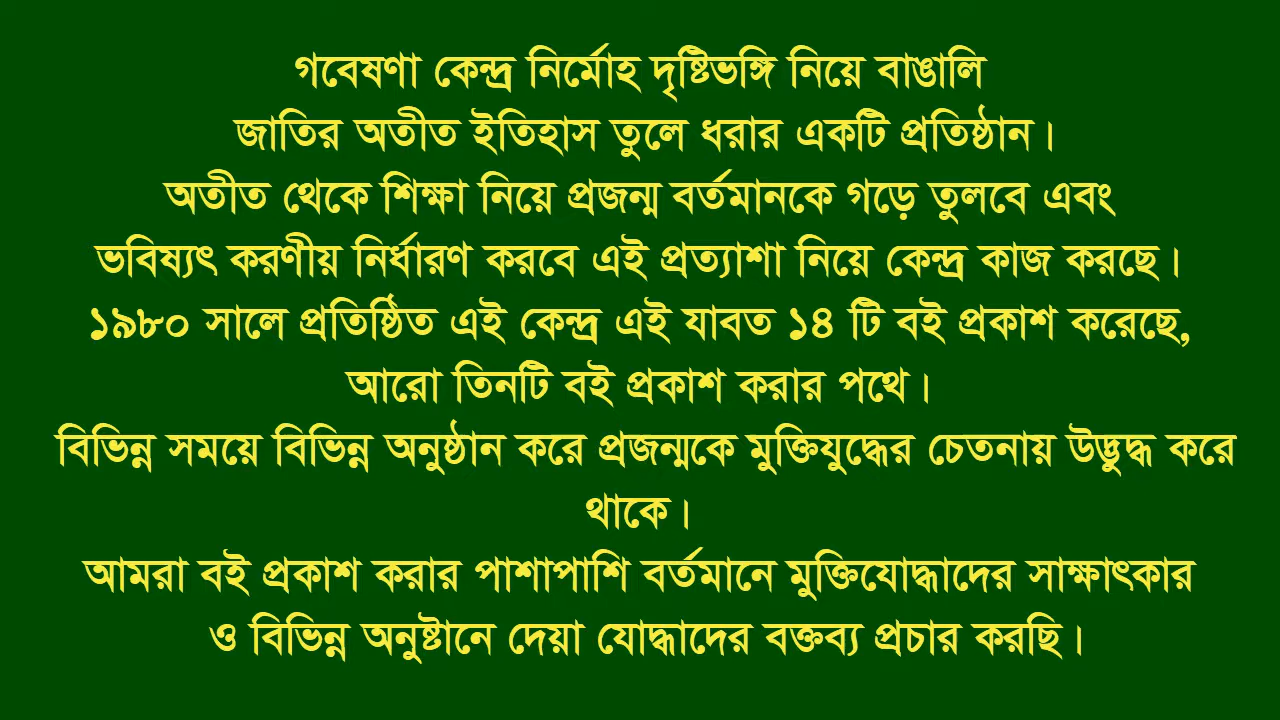 গবেষণা কেন্দ্র নির্মোহ দৃষ্টিভঙ্গি নিয়ে বাঙালি
জাতির অতীত ইতিহাস তুলে ধরার একটি প্রতিষ্ঠান।
অতীত থেকে শিক্ষা নিয়ে প্রজন্ম বর্তমানকে গড়ে তুলবে এবং
ভবিষ্যৎ করণীয় নির্ধারণ করবে এই প্রত্যাশা নিয়ে কেন্দ্র কাজ করছে।
১৯৮০ সালে প্রতিষ্ঠিত এই কেন্দ্র এই যাবত ১৪ টি বই প্রকাশ করেছে,
আরো তিনটি বই প্রকাশ করার পথে।
বিভিন্ন সময়ে বিভিন্ন অনুষ্ঠান করে প্রজন্মকে মুক্তিযুদ্ধের চেতনায় উদ্ভুদ্ধ করে
থাকে।
আমরা বই প্রকাশ করার পাশাপাশি বর্তমানে মুক্তিযোদ্ধাদের সাক্ষাৎকার
ও বিভিন্ন অনুষ্টানে দেয়া যোদ্ধাদের বক্তব্য প্রচার করছি।